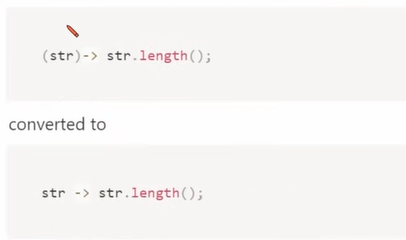 (str)-> str.length();
converted to
str -> str.length();